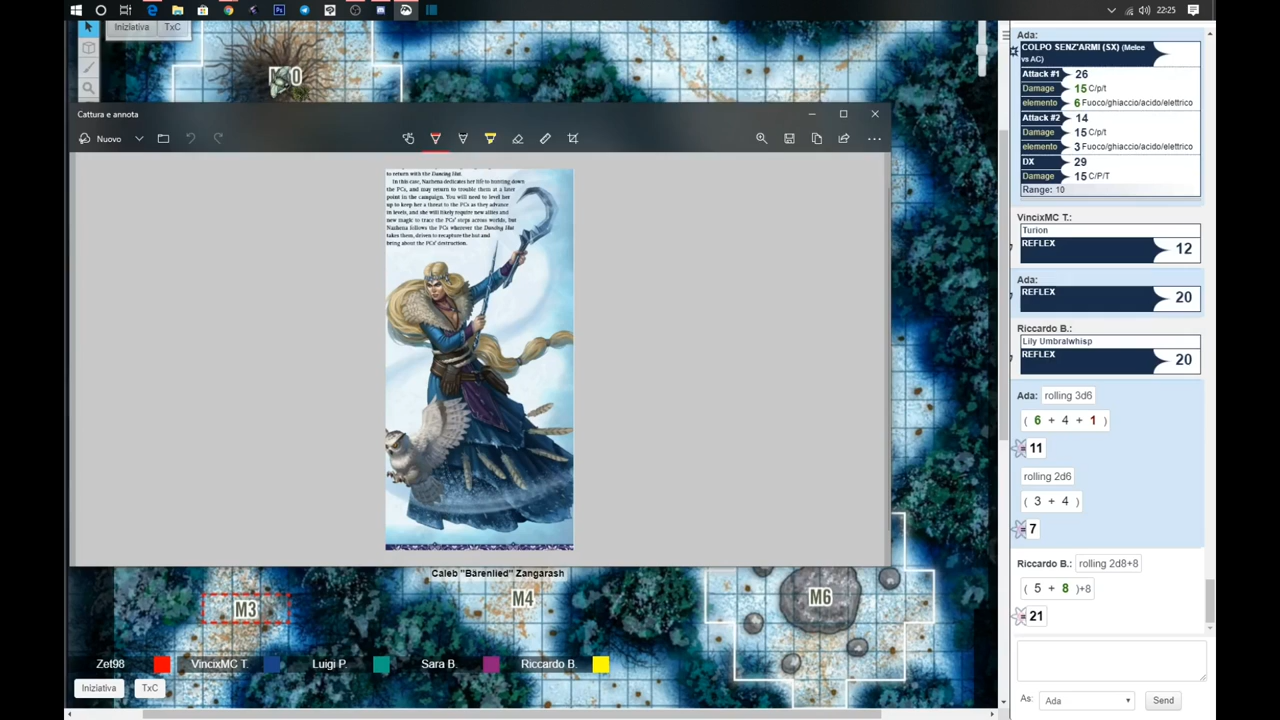 22:25
Iniziativa TxC
M10
Cattura e annota
Nuovo
to return with the Dancing Hut.
In this case, Nazhena dedicates her life to hunting down
the PCs, and may return to trouble them at a later
point in the campaign. You will need to level her
up to keep her a threat to the PCs as they advance
in levels, and she will likely require new allies and
new magic to trace the PCs' steps across worlds, but
Nazhena follows the PCs wherever the Dancing Hut
takes them, driven to recapture the hut and
bring about the PCs' destruction.
Caleb "Bärenlied" Zangarash
M3
M4
M6
Zet98 VincixMC T. Luigi P. Sara B. Riccardo B.
Iniziativa TxC
Ada:
COLPO SENZ'ARMI (SX) (Melee
vs AC)
Attack #1 26
Damage 15 C/p/t
elemento 6 Fuoco/ghiaccio/acido/elettrico
Attack #2 14
Damage 15 C/p/t
elemento 3 Fuoco/ghiaccio/acido/elettrico
DX 29
Damage 15 C/P/T
Range: 10
VincixMC T.:
Turion
REFLEX 12
Ada:
REFLEX 20
Riccardo B.:
Lily Umbralwhisp
REFLEX 20
Ada: rolling 3d6
( 6 + 4 + 1 )
= 11
rolling 2d6
( 3 + 4 )
= 7
Riccardo B.: rolling 2d8+8
( 5 + 8 )+8
= 21
As: Ada Send